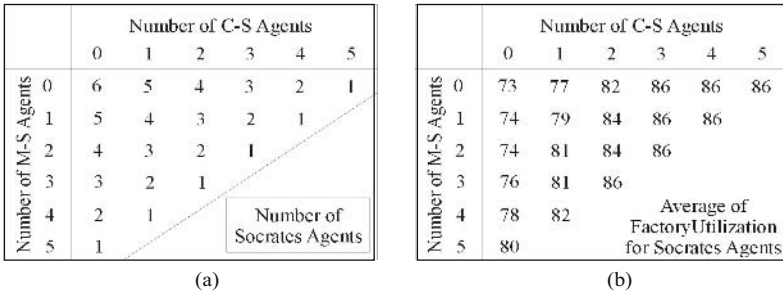 Number of C-S Agents
0 1 2 3 4 5
Number of M-S Agents
0 6 5 4 3 2 1
1 5 4 3 2 1
2 4 3 2 1
3 3 2 1
4 2 1
5 1
Number of
Socrates Agents
(a)
Number of C-S Agents
0 1 2 3 4 5
Number of M-S Agents
0 73 77 82 86 86 86
1 74 79 84 86 86
2 74 81 84 86
3 76 81 86
4 78 82
5 80
Average of
FactoryUtilization
for Socrates Agents
(b)